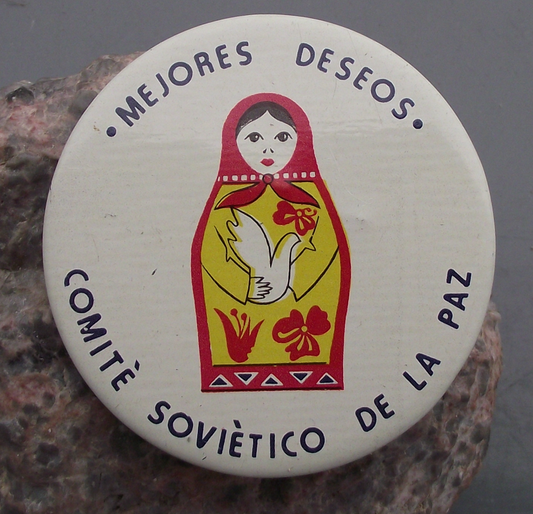 •MEJORES DESEOS•
COMITÈ SOVIÈTICO DE LA PAZ